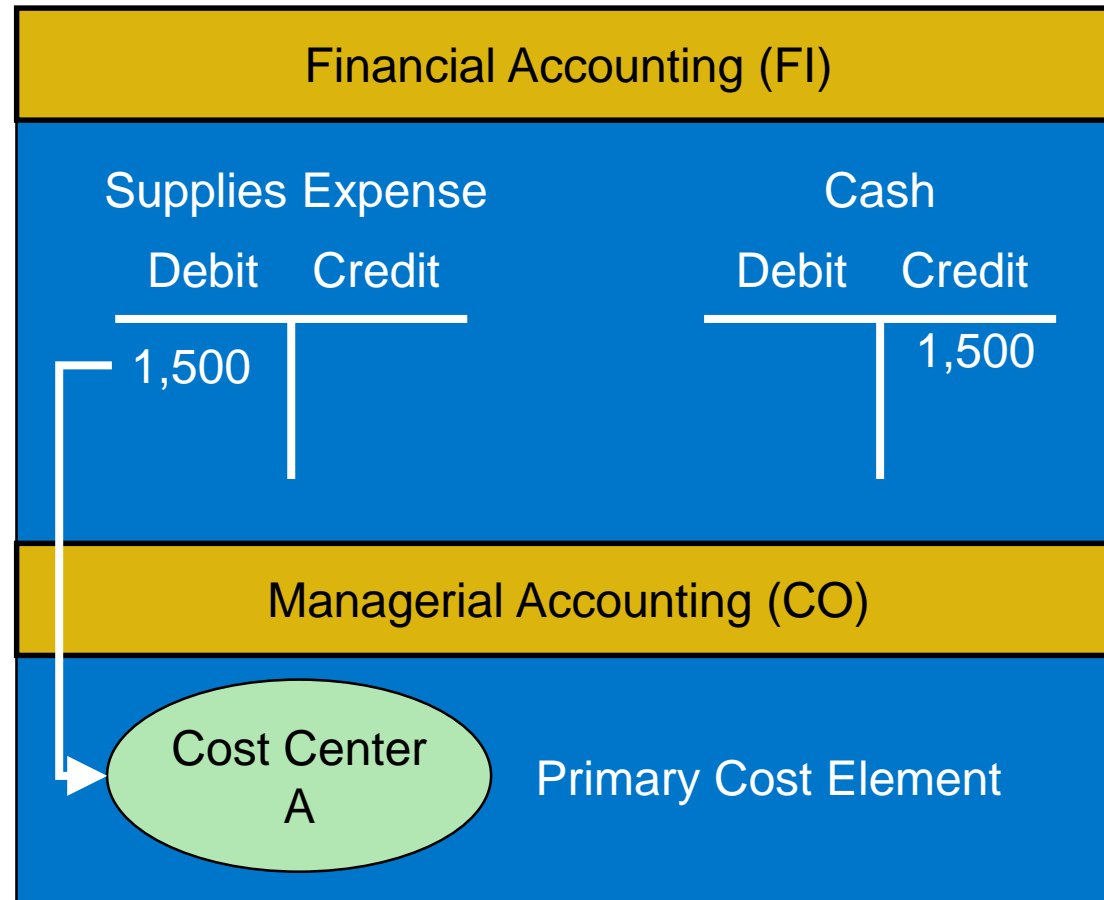 Financial Accounting (FI)
Supplies Expense
Cash
Debit Credit
Debit Credit
1,500
1,500
Managerial Accounting (CO)
Cost Center
A
Primary Cost Element